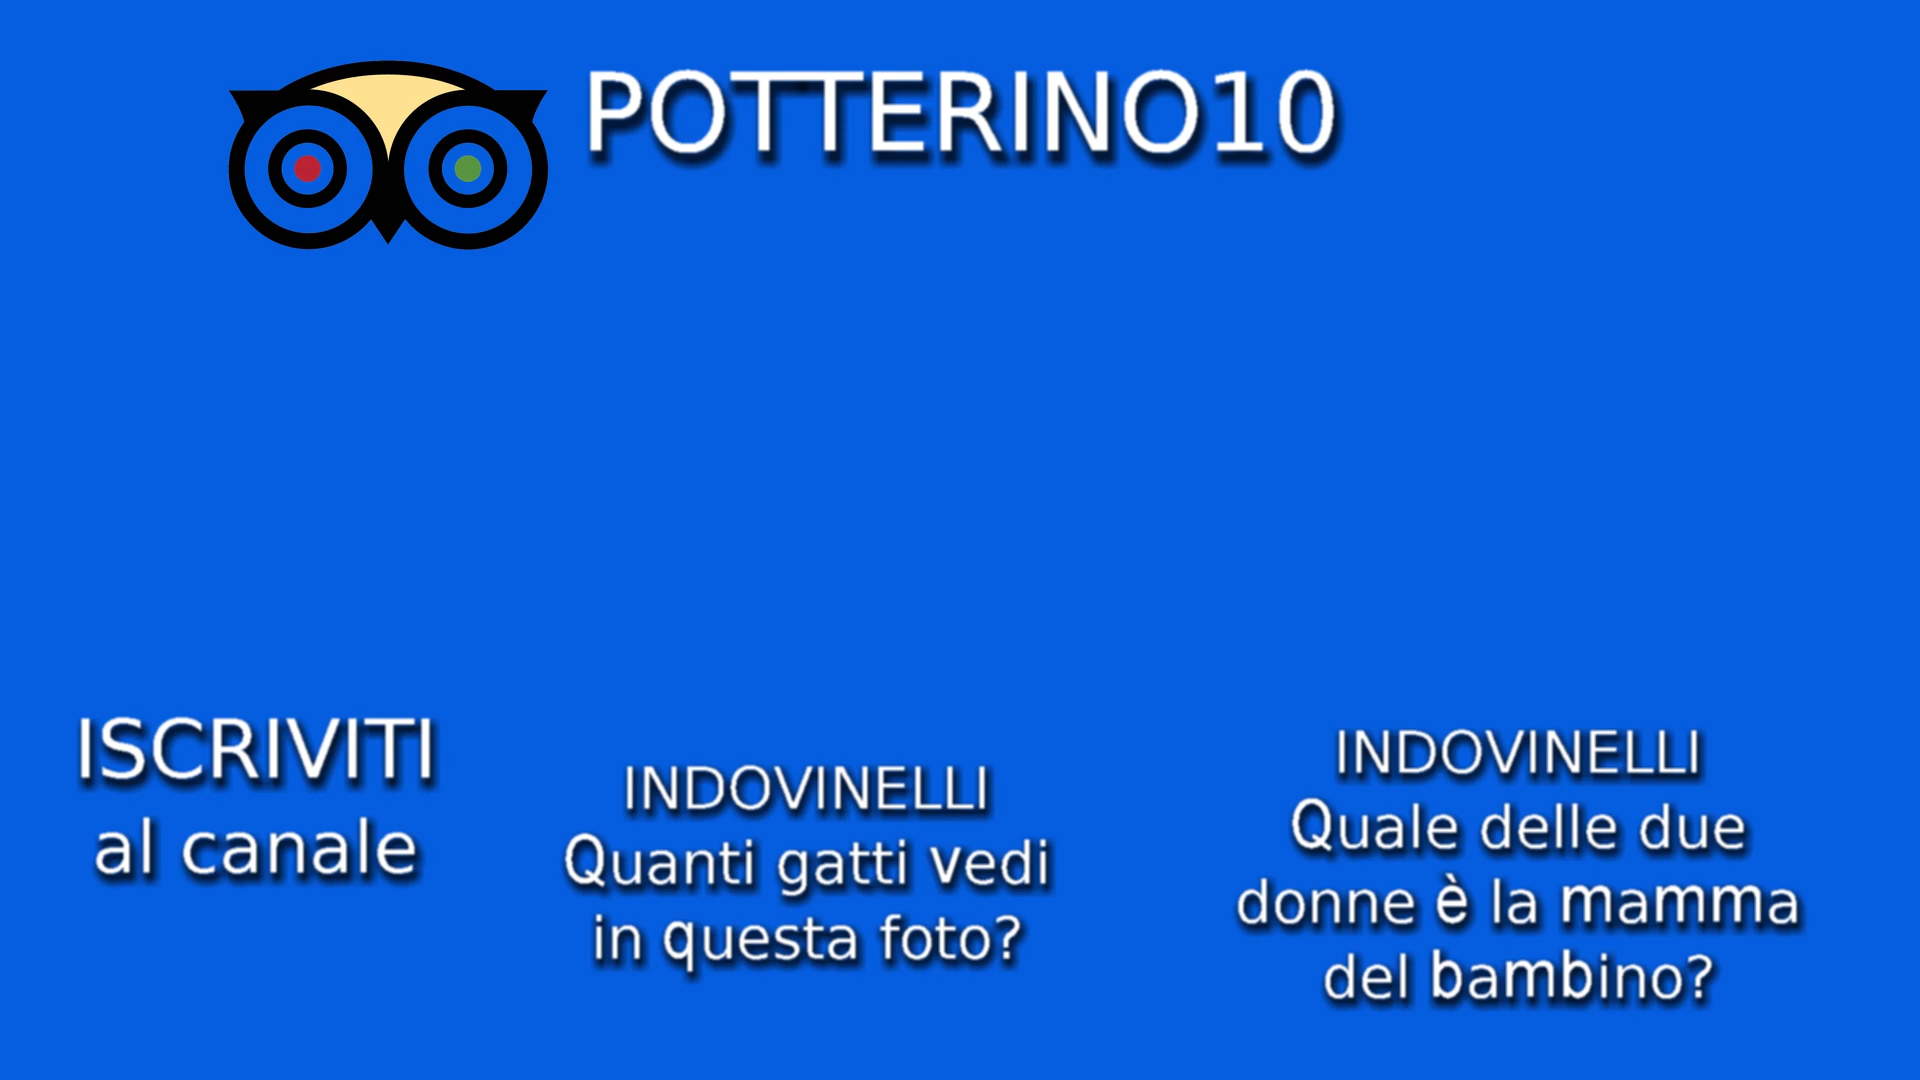 POTTERINO10
ISCRIVITI
al canale
INDOVINELLI
Quanti gatti vedi
in questa foto?
INDOVINELLI
Quale delle due
donne è la mamma
del bambino?